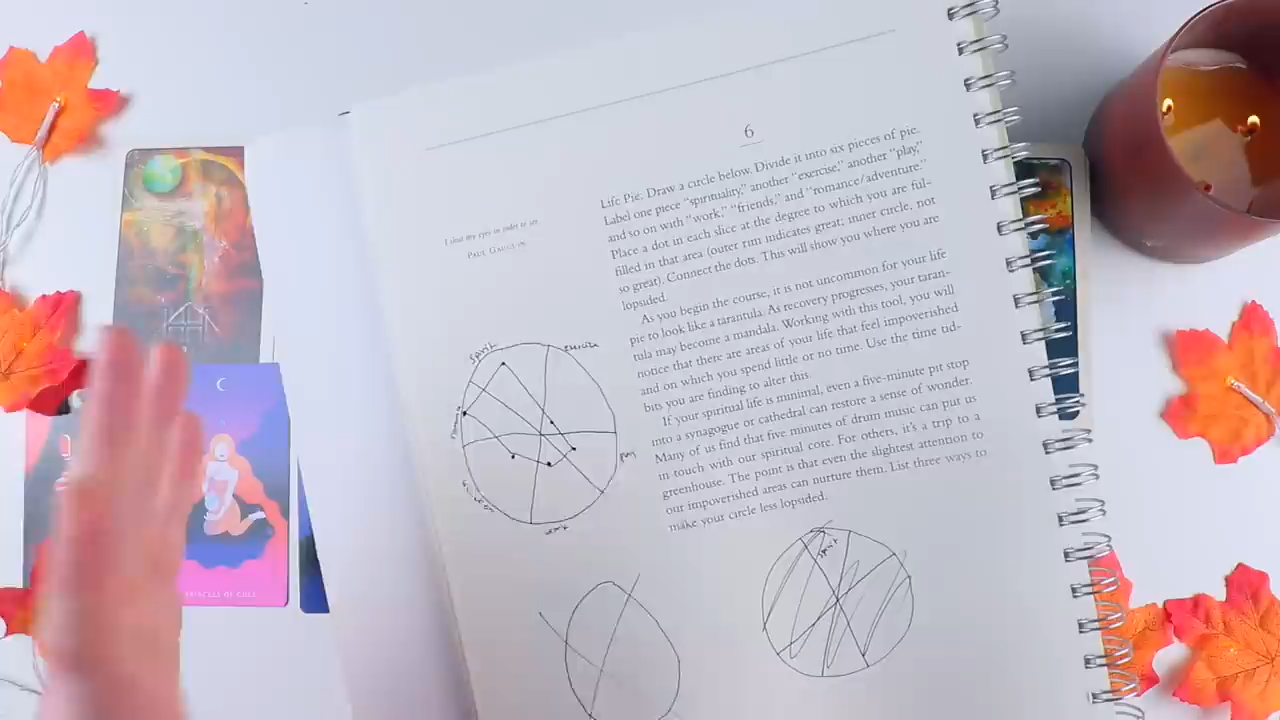 6
Life Pie. Draw a circle below. Divide it into six pieces of pie.
Label one piece “spirituality,” another “exercise,” another “play,”
and so on with “work,” “friends,” and “romance/adventure.”
Place a dot in each slice at the degree to which you are ful-
filled in that area (outer rim indicates great; inner circle, not
so great). Connect the dots. This will show you where you are
lopsided.
As you begin the course, it is not uncommon for your life
pie to look like a tarantula. As recovery progresses, your taran-
tula may become a mandala. Working with this tool, you will
notice that there are areas of your life that feel impoverished
and on which you spend little or no time. Use the time tid-
bits you are finding to alter this.
If your spiritual life is minimal, even a five-minute pit stop
into a synagogue or cathedral can restore a sense of wonder.
Many of us find that five minutes of drum music can put us
in touch with our spiritual core. For others, it’s a trip to a
greenhouse. The point is that even the slightest attention to
our impoverished areas can nurture them. List three ways to
make your circle less lopsided.
I shut my eyes in order to see.
PAUL GAUGUIN
spirit
exercise
work
spirit